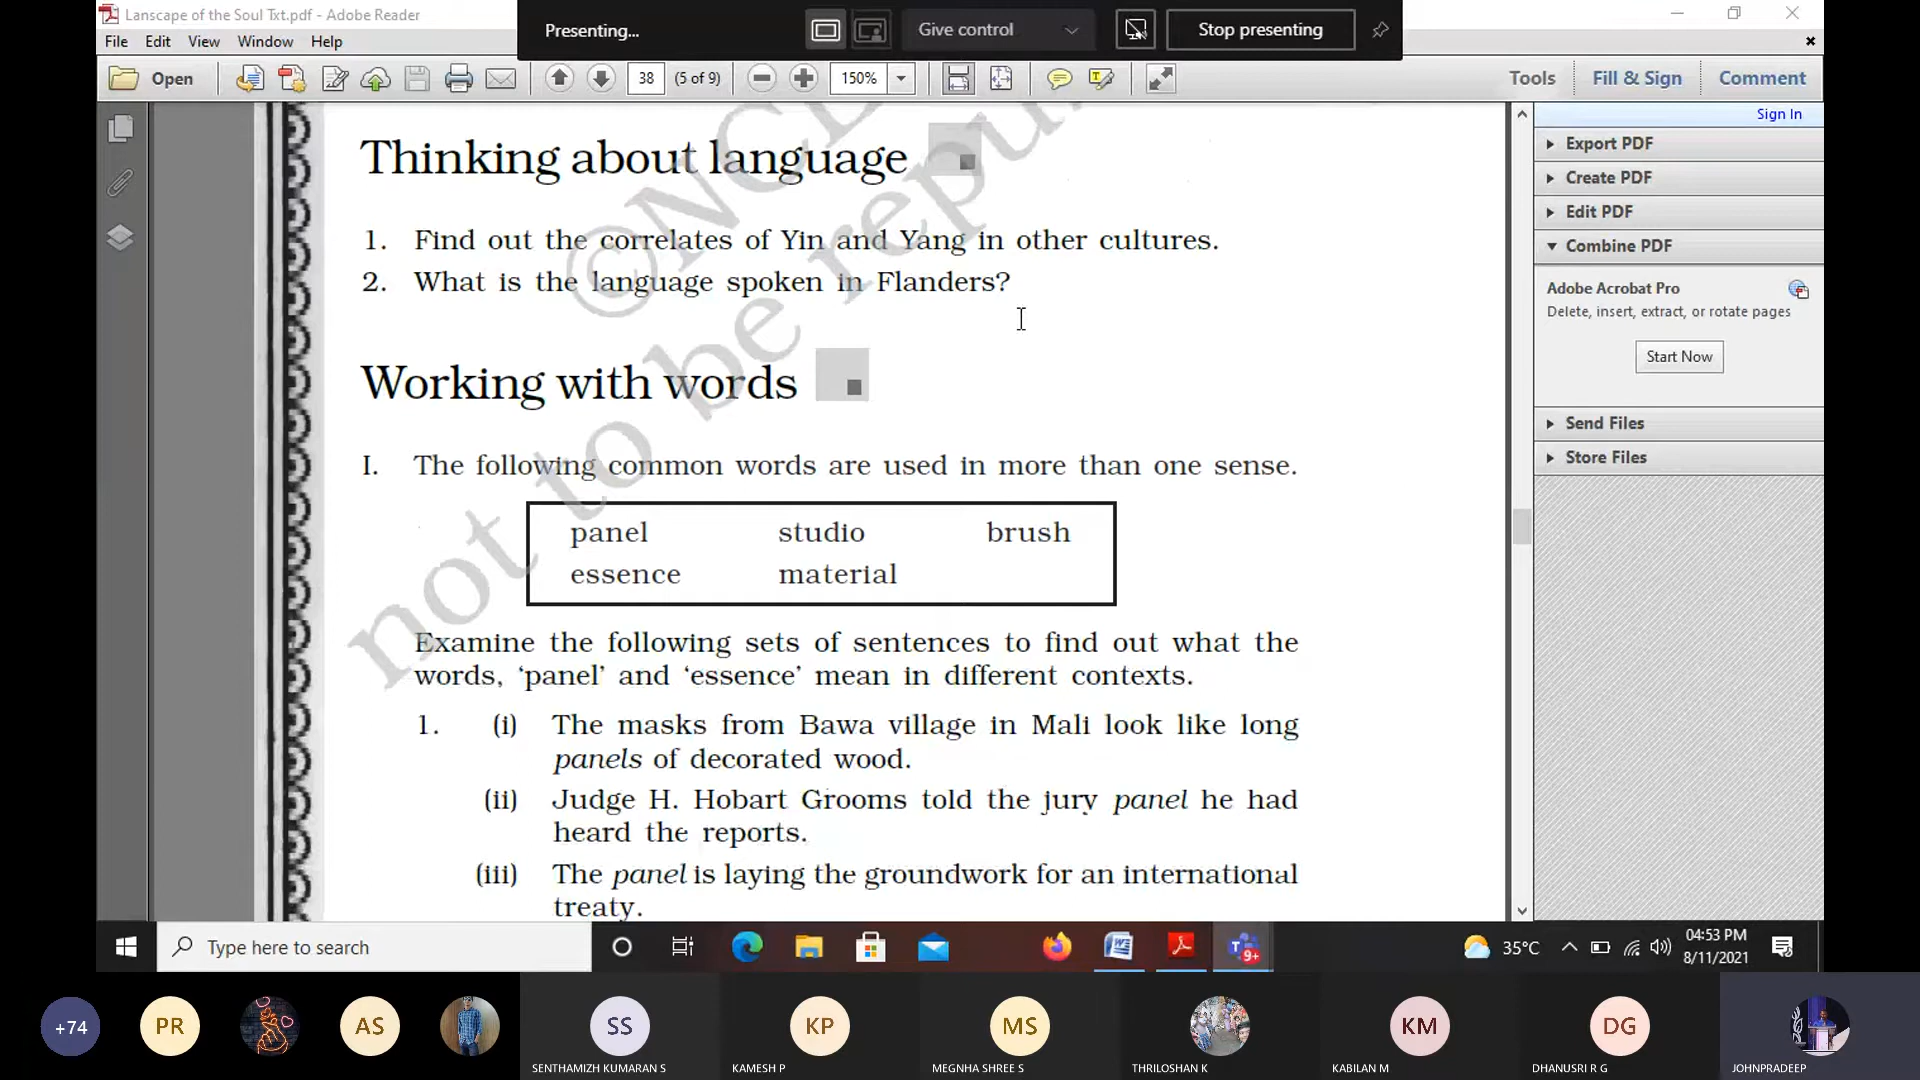 Lanscape of the Soul Txt.pdf - Adobe Reader
Presenting...
Give control
Stop presenting
File Edit View Window Help
Open
38 (5 of 9)
150%
Tools Fill & Sign Comment
Sign In
Thinking about language
1. Find out the correlates of Yin and Yang in other cultures.
2. What is the language spoken in Flanders?
Working with words
I. The following common words are used in more than one sense.
panel studio brush
essence material
Examine the following sets of sentences to find out what the
words, ‘panel’ and ‘essence’ mean in different contexts.
1. (i) The masks from Bawa village in Mali look like long
panels of decorated wood.
(ii) Judge H. Hobart Grooms told the jury panel he had
heard the reports.
(iii) The panel is laying the groundwork for an international
treaty.
not to be repu
Export PDF
Create PDF
Edit PDF
Combine PDF
Adobe Acrobat Pro
Delete, insert, extract, or rotate pages
Start Now
Send Files
Store Files
Type here to search
9+
35°C
04:53 PM
8/11/2021
+74
PR
AS
SS
KP
MS
KM
DG
SENTHAMIZH KUMARAN S
KAMESH P
MEGNHA SHREE S
THRILOSHAN K
KABILAN M
DHANUSRI R G
JOHNPRADEEP